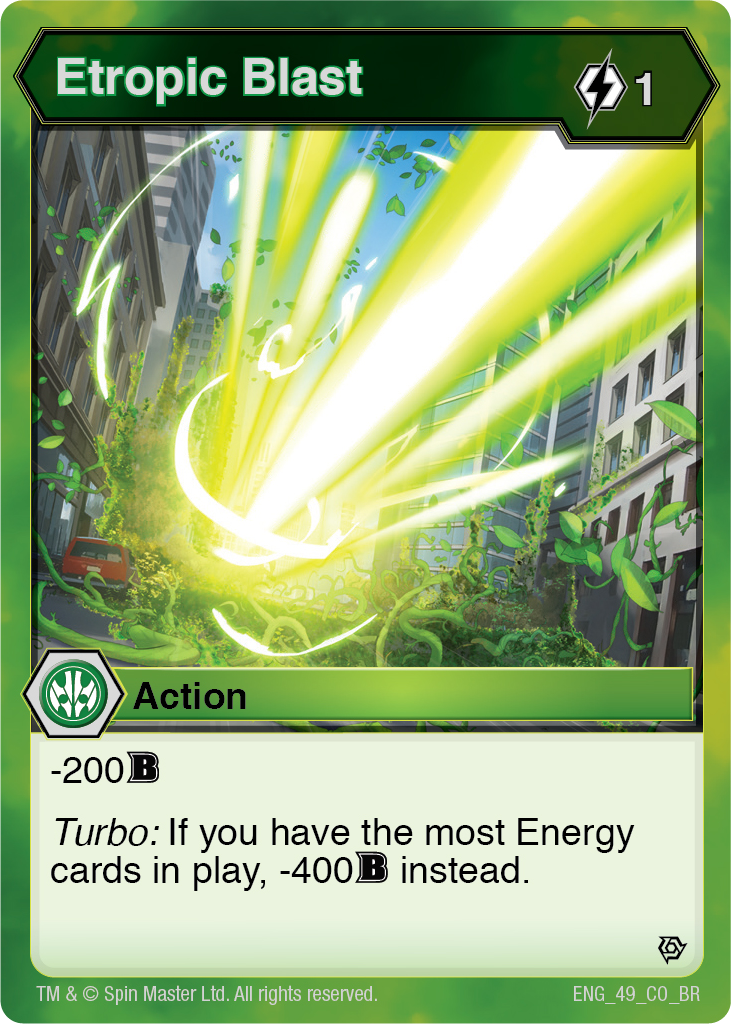 Etropic Blast
1
Action
-200B
Turbo: If you have the most Energy
cards in play, -400B instead.
TM & © Spin Master Ltd. All rights reserved.
ENG_49_CO_BR